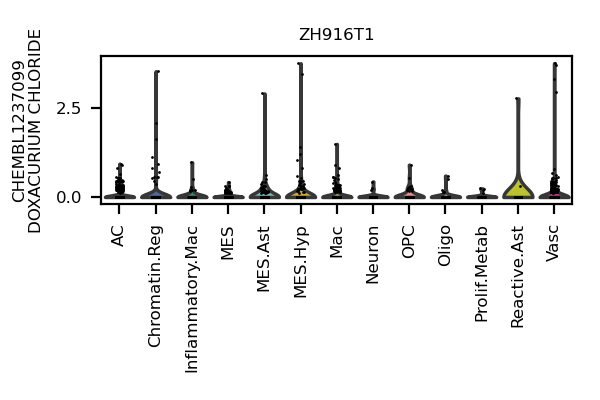 ZH916T1
CHEMBL1237099
DOXACURIUM CHLORIDE
2.5
0.0
AC
Chromatin.Reg
Inflammatory.Mac
MES
MES.Ast
MES.Hyp
Mac
Neuron
OPC
Oligo
Prolif.Metab
Reactive.Ast
Vasc